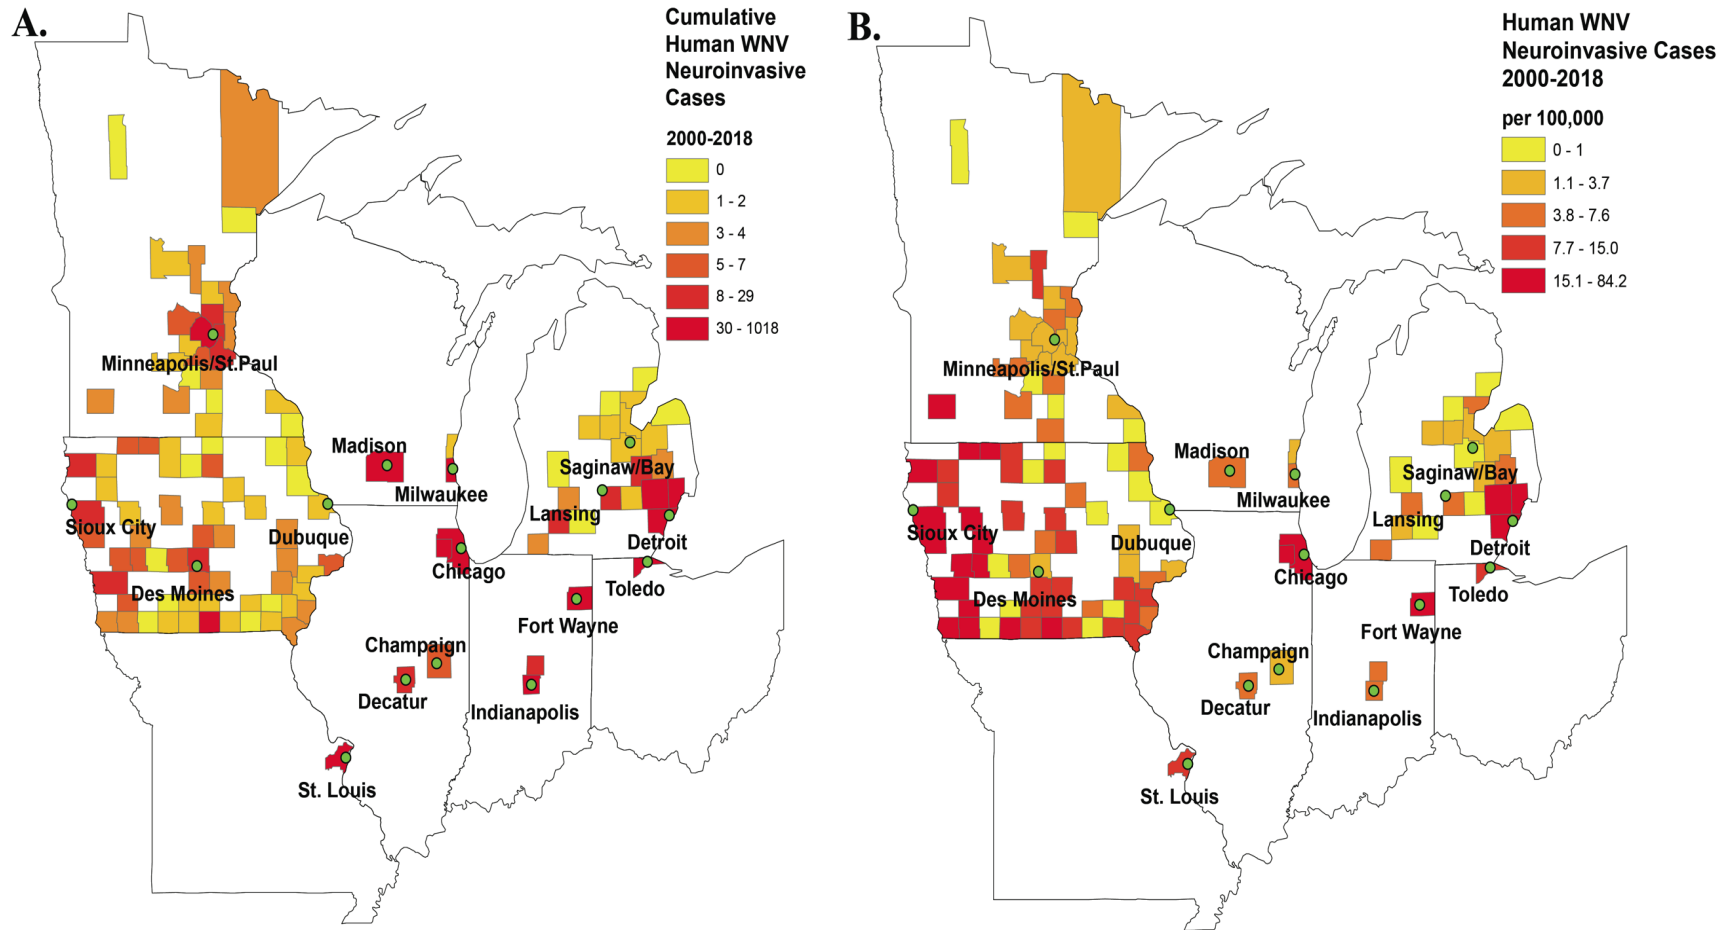 A.
Cumulative
Human WNV
Neuroinvasive
Cases
2000-2018
0
1 - 2
3 - 4
5 - 7
8 - 29
30 - 1018
Minneapolis/St.Paul
Madison
Milwaukee
Saginaw/Bay
Lansing
Sioux City
Dubuque
Detroit
Chicago
Toledo
Des Moines
Fort Wayne
Champaign
Decatur
Indianapolis
St. Louis
B.
Human WNV
Neuroinvasive Cases
2000-2018
per 100,000
0 - 1
1.1 - 3.7
3.8 - 7.6
7.7 - 15.0
15.1 - 84.2
Minneapolis/St.Paul
Madison
Milwaukee
Saginaw/Bay
Lansing
Sioux City
Dubuque
Detroit
Chicago
Toledo
Des Moines
Fort Wayne
Champaign
Decatur
Indianapolis
St. Louis